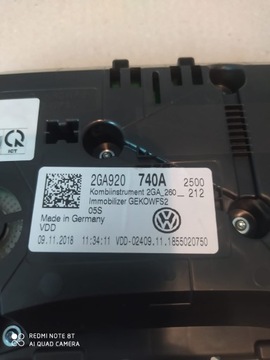 2GA920 740A 2500
Kombiinstrument 2GA_260__ 212
Immobilizer GEKOWFS2
05S
Made in Germany
VDD
09.11.2018 11:34:11 VDD-02409.11.1855020750
REDMI NOTE 8T
AI QUAD CAMERA